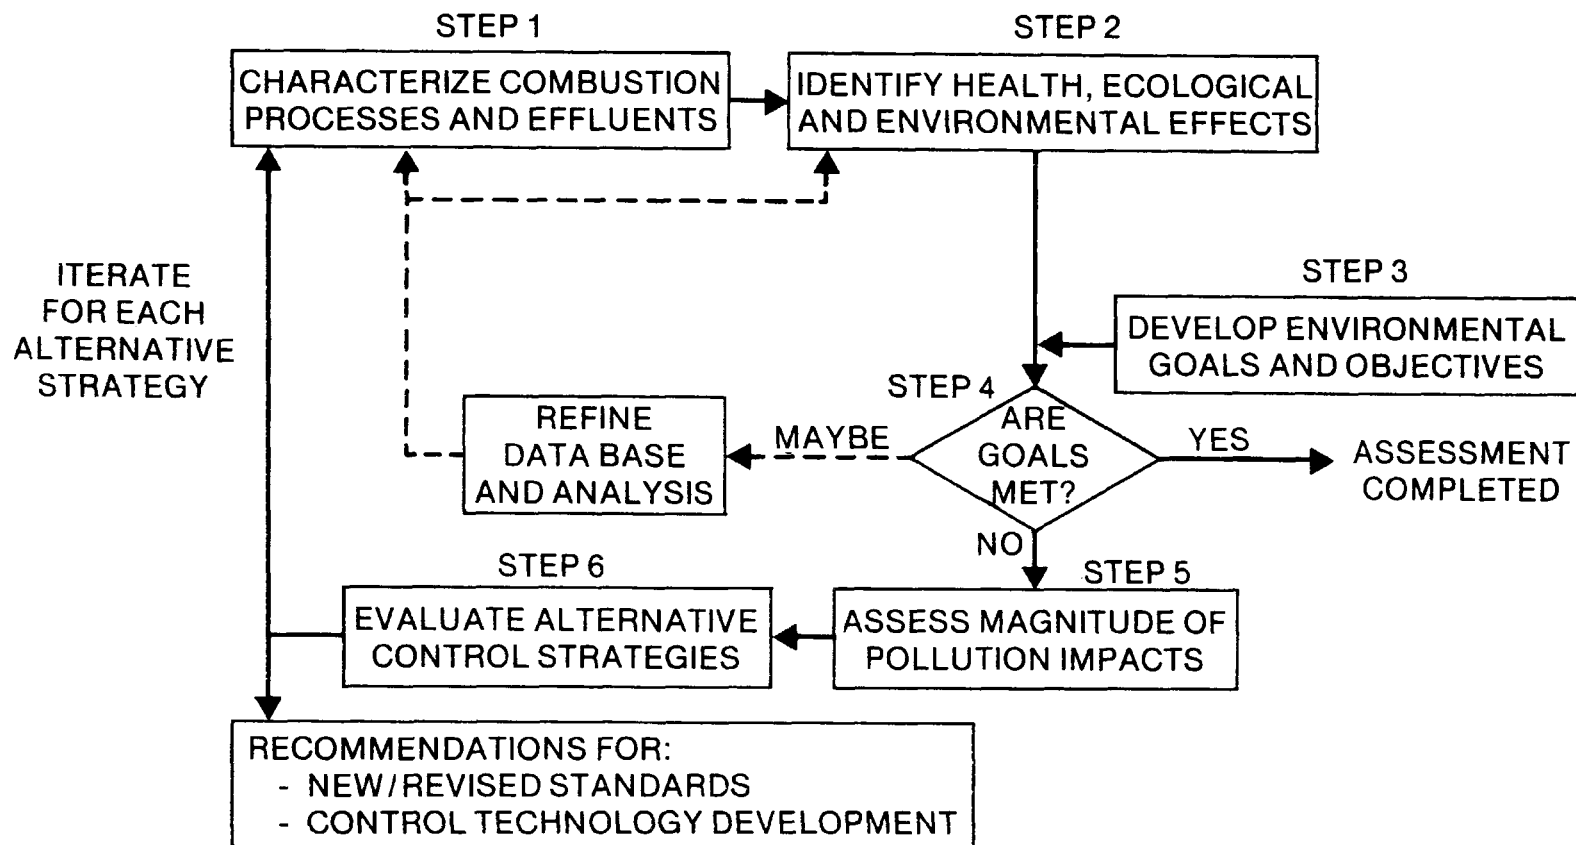 STEP 1
CHARACTERIZE COMBUSTION
PROCESSES AND EFFLUENTS
STEP 2
IDENTIFY HEALTH, ECOLOGICAL
AND ENVIRONMENTAL EFFECTS
ITERATE
FOR EACH
ALTERNATIVE
STRATEGY
STEP 3
DEVELOP ENVIRONMENTAL
GOALS AND OBJECTIVES
STEP 4
ARE
GOALS
MET?
MAYBE
REFINE
DATA BASE
AND ANALYSIS
YES
ASSESSMENT
COMPLETED
NO
STEP 5
ASSESS MAGNITUDE OF
POLLUTION IMPACTS
STEP 6
EVALUATE ALTERNATIVE
CONTROL STRATEGIES
RECOMMENDATIONS FOR:
- NEW/REVISED STANDARDS
- CONTROL TECHNOLOGY DEVELOPMENT